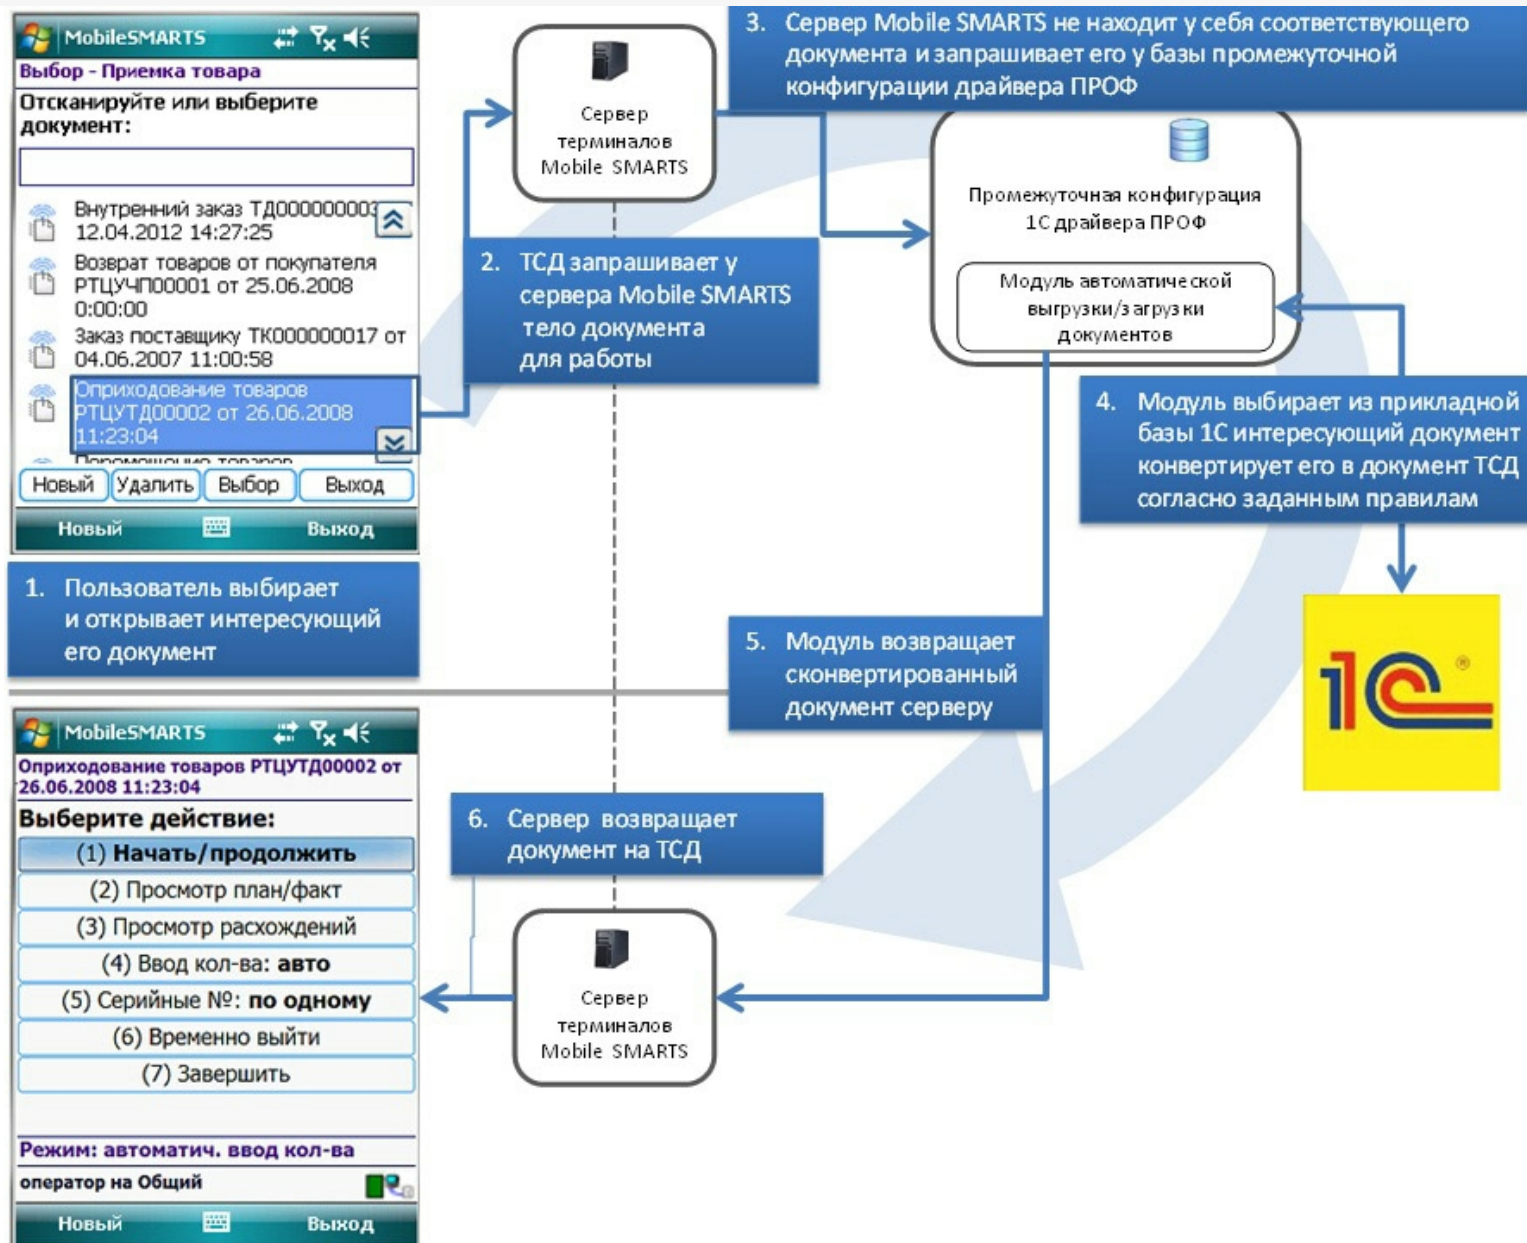 MobileSMARTS
Выбор - Приемка товара
Отсканируйте или выберите
документ:
Внутренний заказ ТД000000003
12.04.2012 14:27:25
Возврат товаров от покупателя
РТЦУЧП00001 от 25.06.2008
0:00:00
Заказ поставщику ТК000000017 от
04.06.2007 11:00:58
Оприходование товаров
РТЦУТД00002 от 26.06.2008
11:23:04
Перемещение товаров
Новый Удалить Выбор Выход
Новый Выход
1. Пользователь выбирает
и открывает интересующий
его документ
Сервер
терминалов
Mobile SMARTS
2. ТСД запрашивает у
сервера Mobile SMARTS
тело документа
для работы
3. Сервер Mobile SMARTS не находит у себя соответствующего
документа и запрашивает его у базы промежуточной
конфигурации драйвера ПРОФ
Промежуточная конфигурация
1С драйвера ПРОФ
Модуль автоматической
выгрузки/загрузки
документов
4. Модуль выбирает из прикладной
базы 1С интересующий документ
конвертирует его в документ ТСД
согласно заданным правилам
1С®
5. Модуль возвращает
сконвертированный
документ серверу
6. Сервер возвращает
документ на ТСД
Сервер
терминалов
Mobile SMARTS
MobileSMARTS
Оприходование товаров РТЦУТД00002 от
26.06.2008 11:23:04
Выберите действие:
(1) Начать/продолжить
(2) Просмотр план/факт
(3) Просмотр расхождений
(4) Ввод кол-ва: авто
(5) Серийные №: по одному
(6) Временно выйти
(7) Завершить
Режим: автоматич. ввод кол-ва
оператор на Общий
Новый Выход